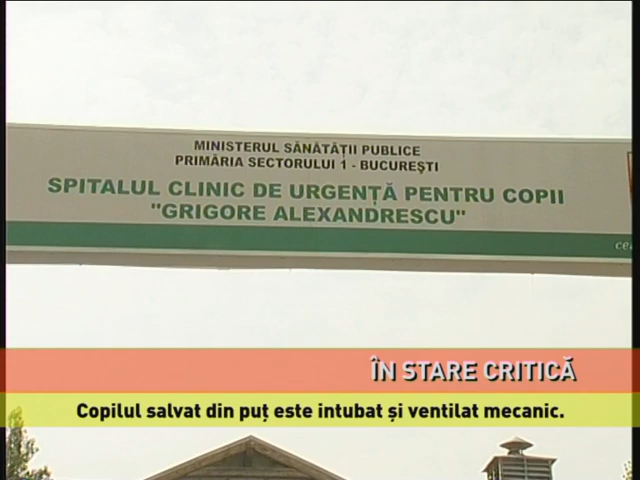 MINISTERUL SĂNĂTĂȚII PUBLICE
PRIMĂRIA SECTORULUI 1 - BUCUREȘTI
SPITALUL CLINIC DE URGENȚĂ PENTRU COPII
"GRIGORE ALEXANDRESCU"
ÎN STARE CRITICĂ
Copilul salvat din puț este intubat și ventilat mecanic.